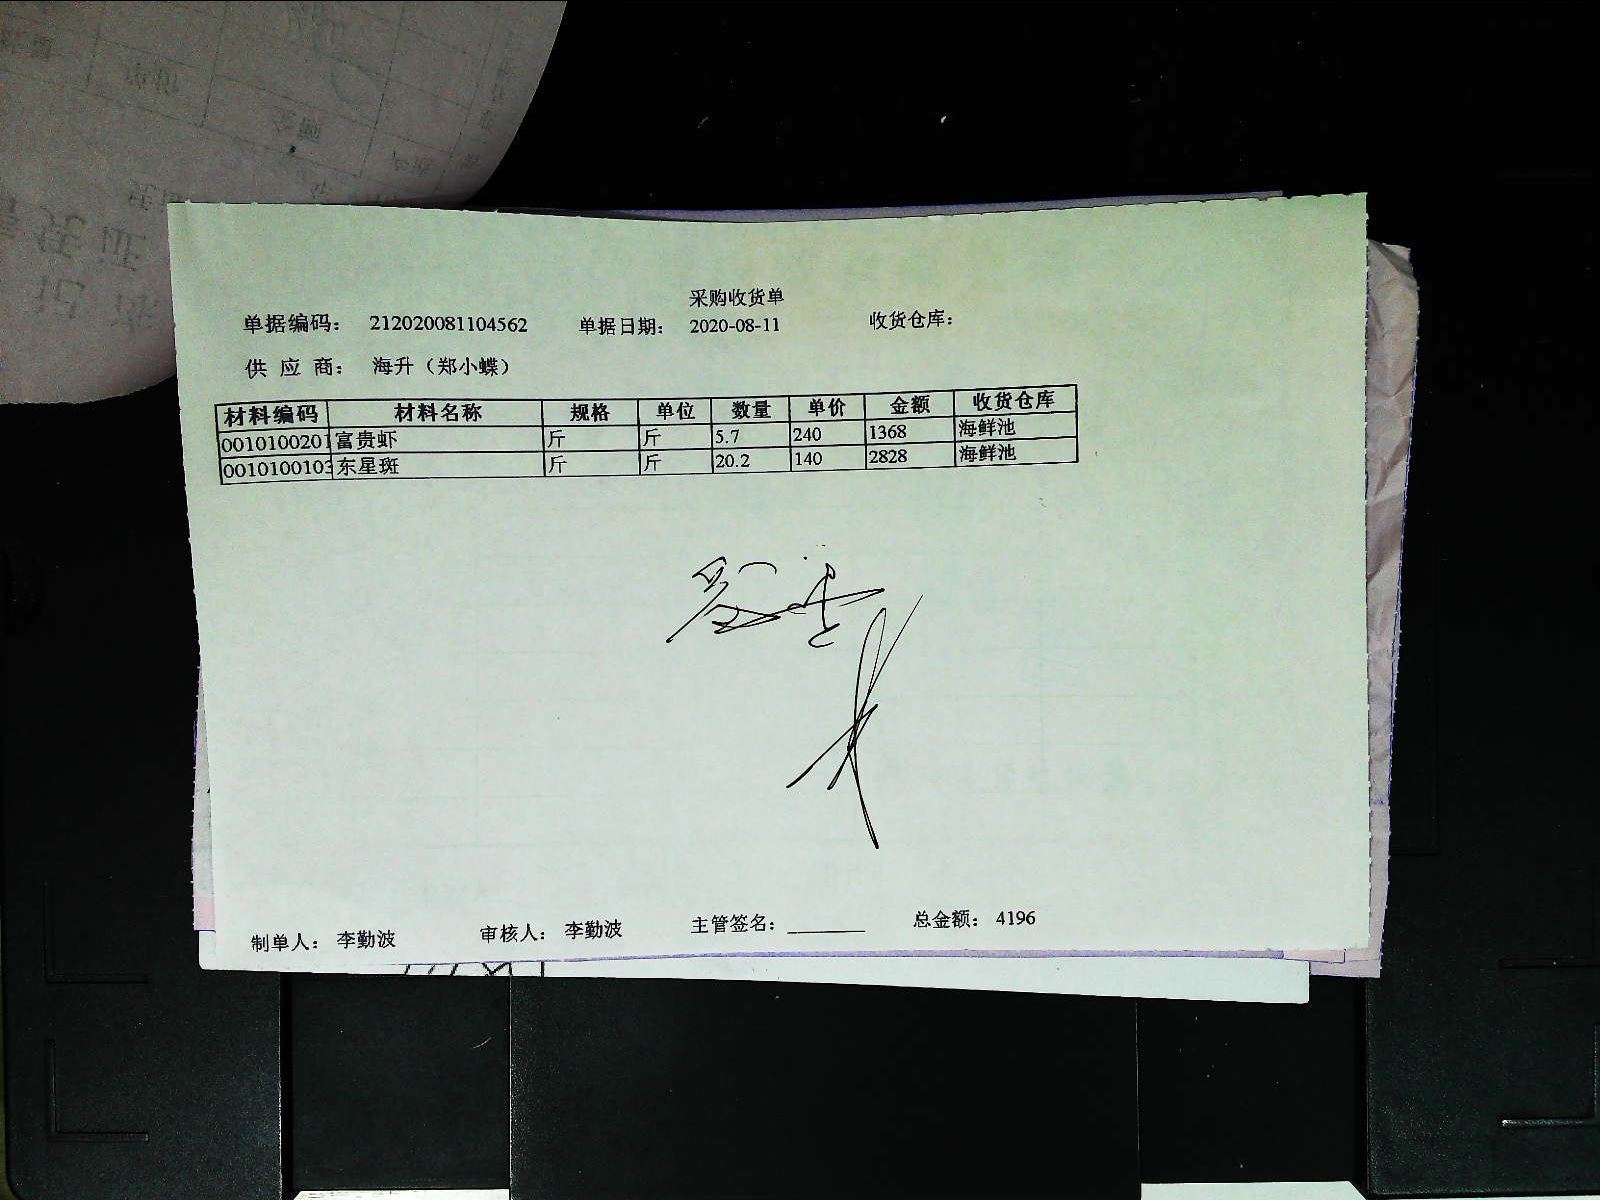 采购收货单
单据编码： 212020081104562 单据日期： 2020-08-11 收货仓库：
供 应 商： 海升（郑小蝶）
材料编码 材料名称 规格 单位 数量 单价 金额 收货仓库
0010100201 富贵虾 斤 斤 5.7 240 1368 海鲜池
0010100103 东星斑 斤 斤 20.2 140 2828 海鲜池
制单人： 李勤波 审核人： 李勤波 主管签名：________ 总金额： 4196